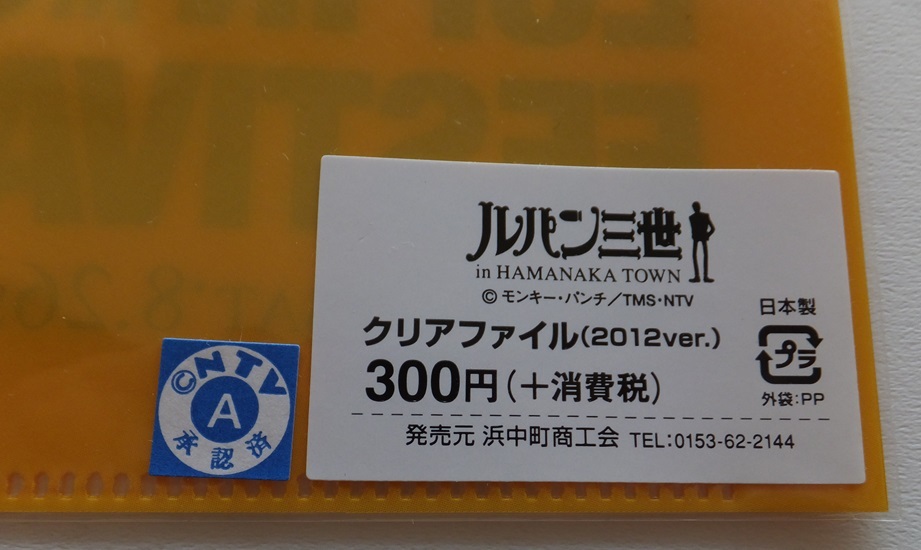 FESTIVA
8.26
ルパン三世
in HAMANAKA TOWN
© モンキー・パンチ／TMS・NTV
クリアファイル(2012ver.)
300円(＋消費税)
日本製
プラ
外袋:PP
発売元 浜中町商工会 TEL:0153-62-2144
©NTV
A
承認済